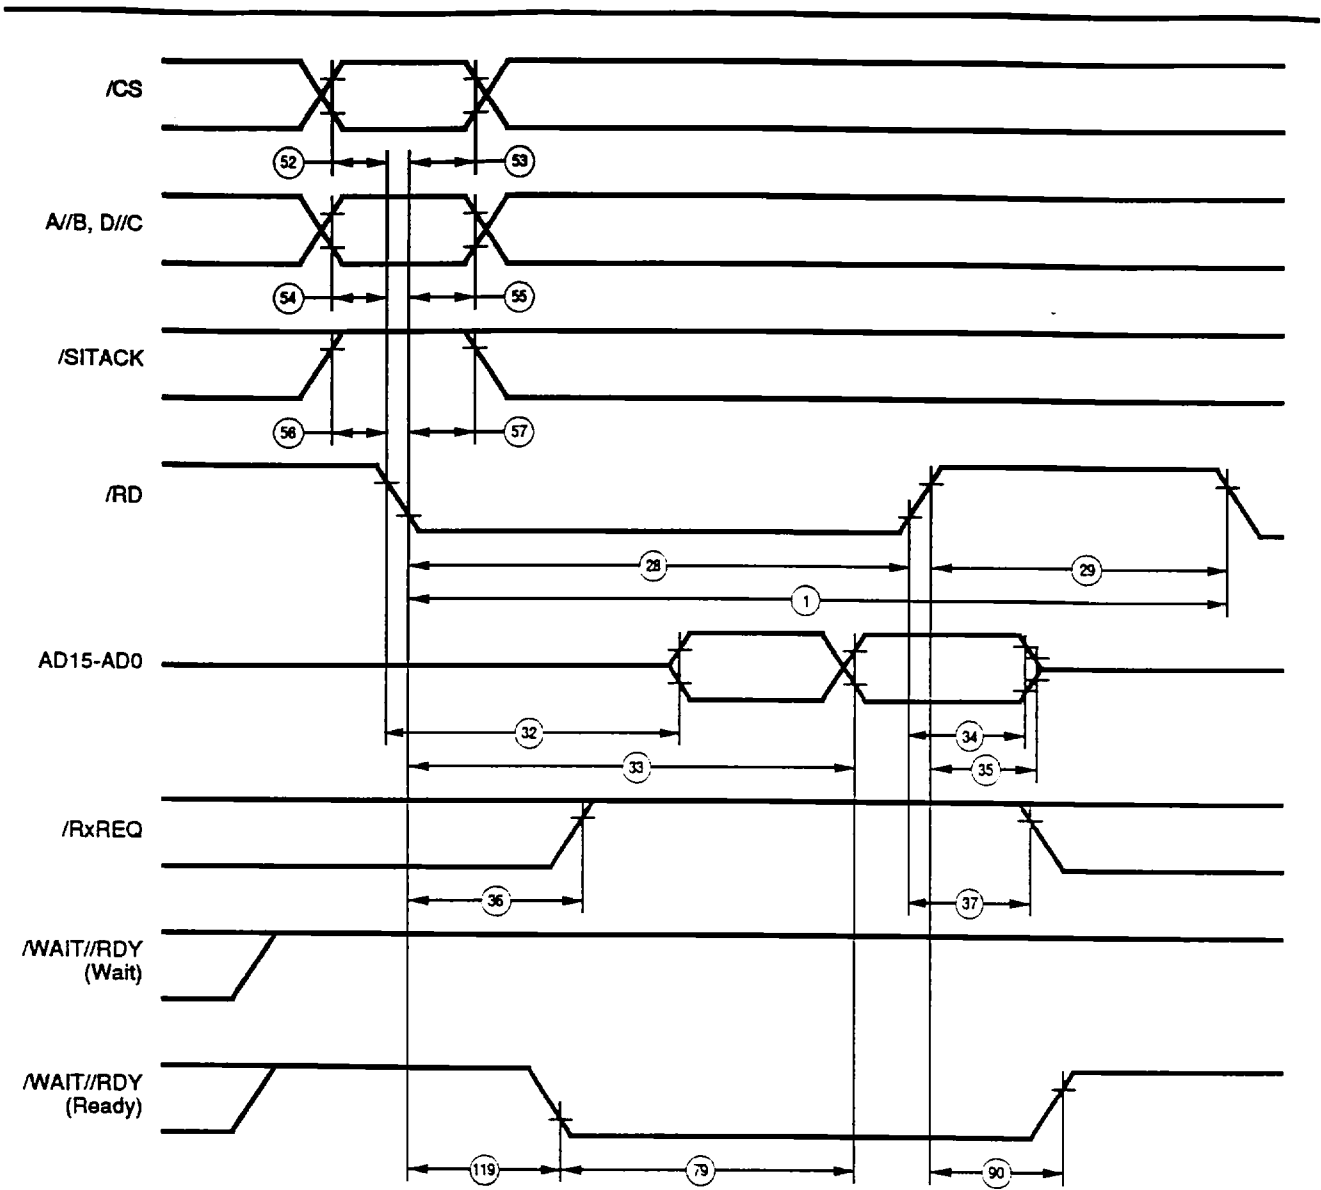 /CS
52
53
A//B, D//C
54
55
/SITACK
56
57
/RD
28
29
1
AD15-AD0
32
34
33
35
/RxREQ
36
37
/WAIT//RDY
(Wait)
/WAIT//RDY
(Ready)
119
79
90